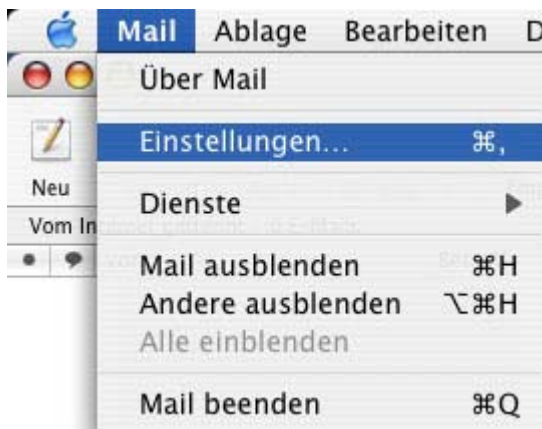 Mail Ablage Bearbeiten D
Über Mail
Einstellungen... ⌘,
Neu
Dienste
Vom In
Mail ausblenden ⌘H
Andere ausblenden ⌥⌘H
Alle einblenden
Mail beenden ⌘Q